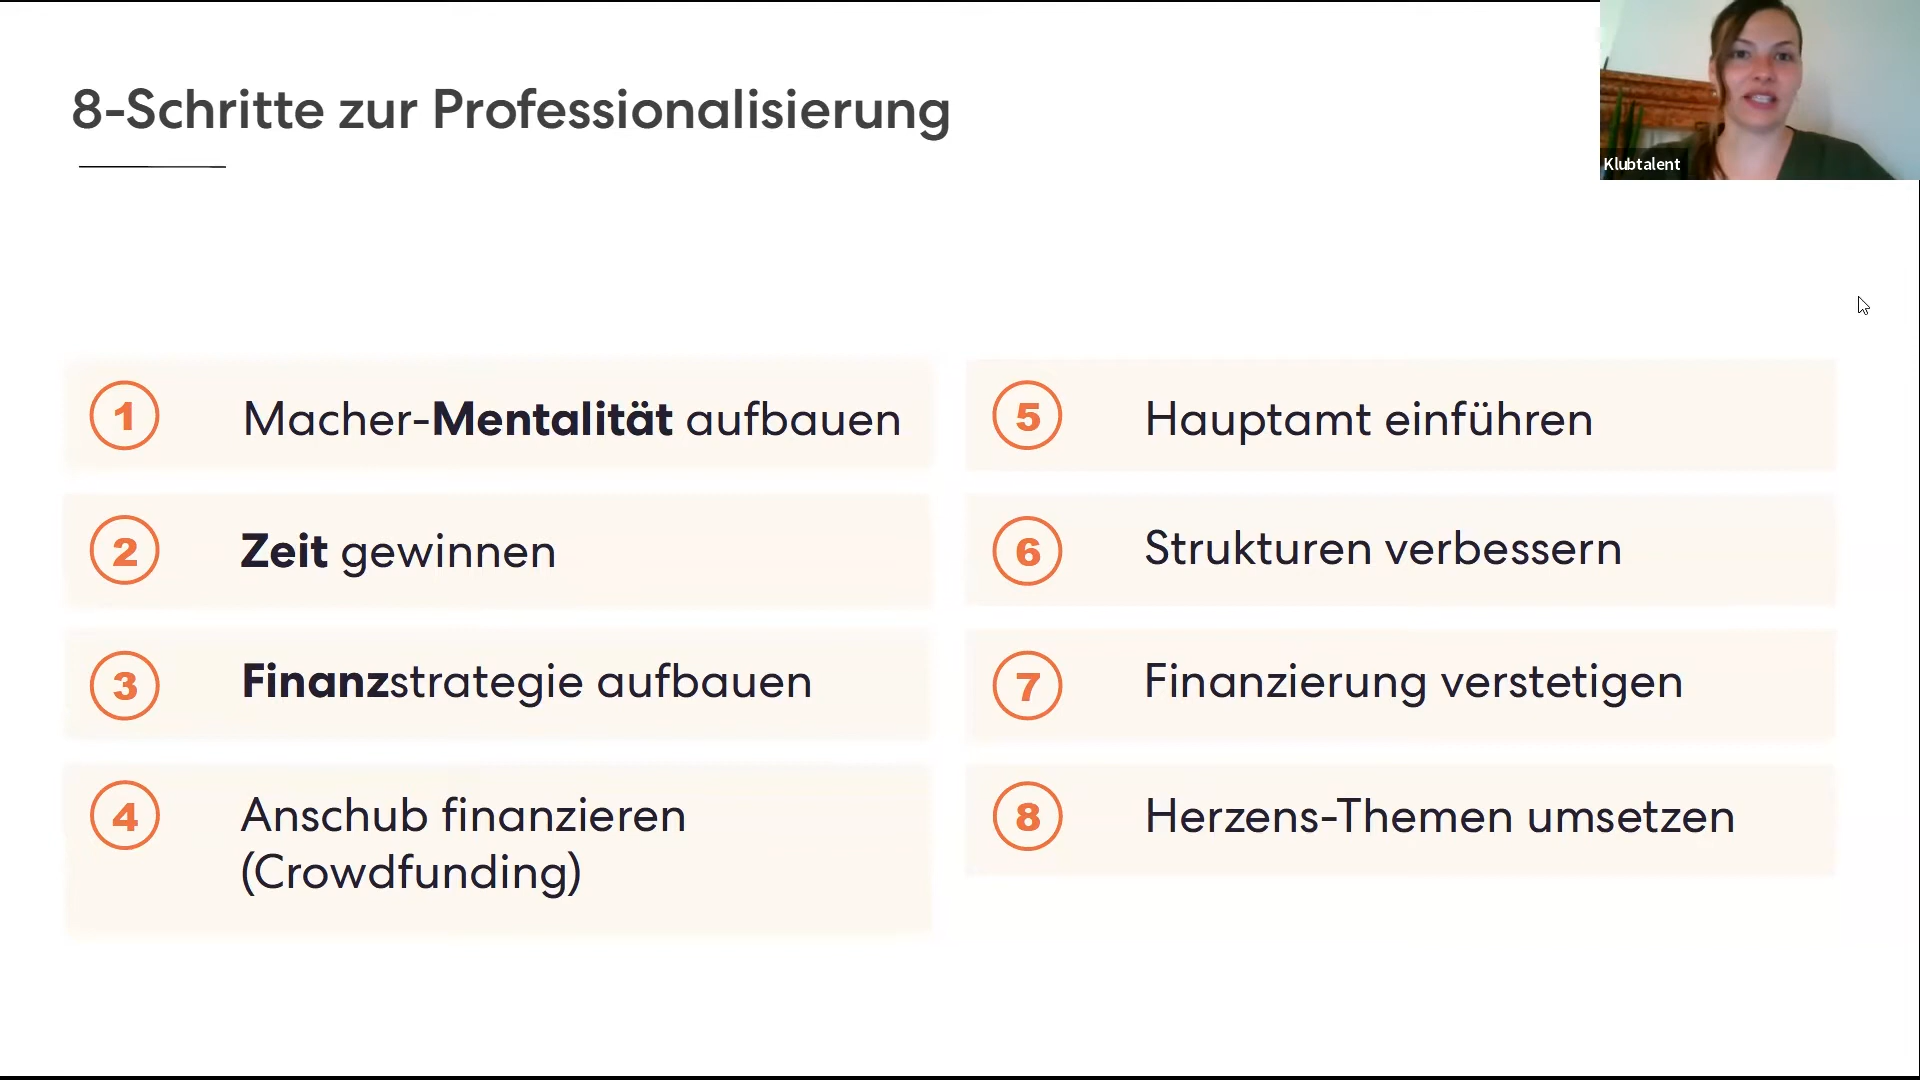 8-Schritte zur Professionalisierung
Klubtalent
1 Macher-Mentalität aufbauen
2 Zeit gewinnen
3 Finanzstrategie aufbauen
4 Anschub finanzieren
(Crowdfunding)
5 Hauptamt einführen
6 Strukturen verbessern
7 Finanzierung verstetigen
8 Herzens-Themen umsetzen